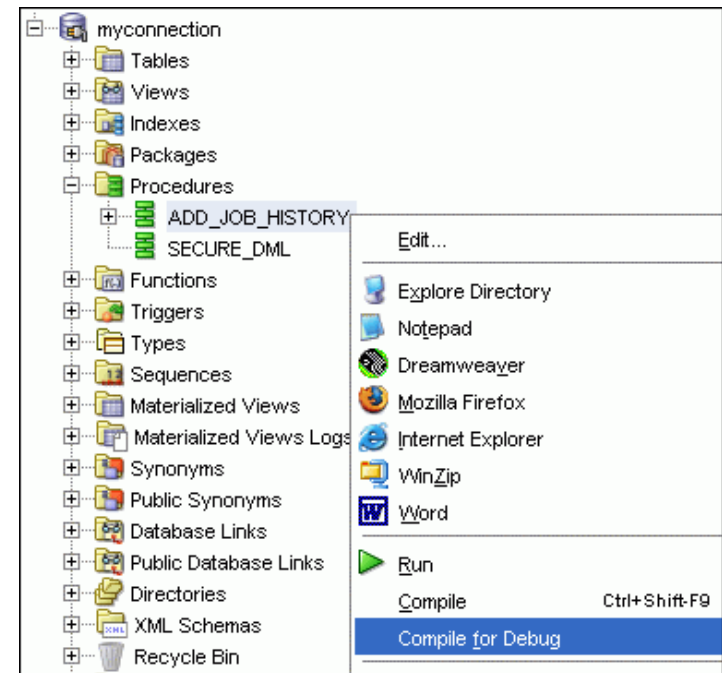 myconnection
Tables
Views
Indexes
Packages
Procedures
ADD_JOB_HISTORY
SECURE_DML
Functions
Triggers
Types
Sequences
Materialized Views
Materialized Views Logs
Synonyms
Public Synonyms
Database Links
Public Database Links
Directories
XML Schemas
Recycle Bin
Edit...
Explore Directory
Notepad
Dreamweaver
Mozilla Firefox
Internet Explorer
WinZip
Word
Run
Compile Ctrl+Shift-F9
Compile for Debug